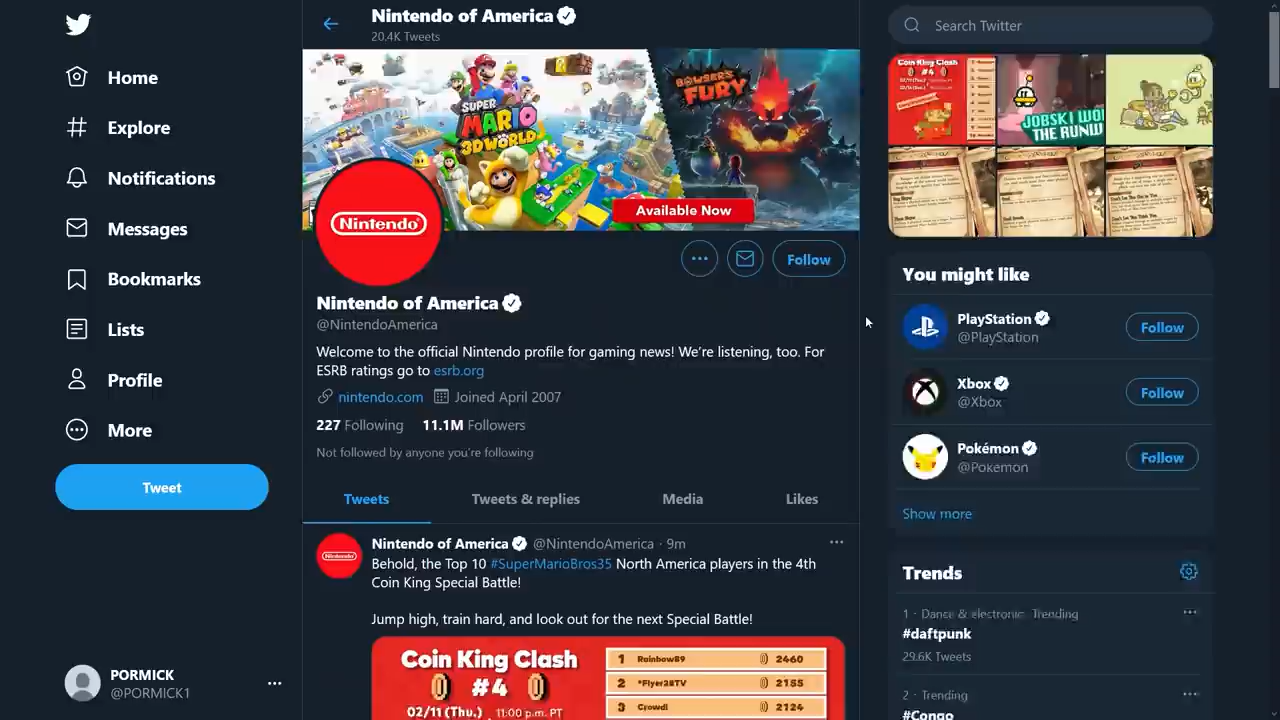 Home
Explore
Notifications
Messages
Bookmarks
Lists
Profile
More
Tweet
PORMICK
@PORMICK1
Nintendo of America
20.4K Tweets
SUPER
MARIO
3D WORLD
BOWSER'S
FURY
Available Now
Nintendo
Follow
Nintendo of America
@NintendoAmerica
Welcome to the official Nintendo profile for gaming news! We're listening, too. For
ESRB ratings go to esrb.org
nintendo.com Joined April 2007
227 Following 11.1M Followers
Not followed by anyone you're following
Tweets Tweets & replies Media Likes
Nintendo
Nintendo of America @NintendoAmerica · 9m
Behold, the Top 10 #SuperMarioBros35 North America players in the 4th
Coin King Special Battle!
Jump high, train hard, and look out for the next Special Battle!
Coin King Clash
#4
02/11 (Thu.) 11:00 p.m. PT
1 RainbowB9 2460
2 *Flyer28TV 2155
3 Crowdi 2124
Search Twitter
Coin King Clash
#4
JOBSKI WO
THE RUNW
You might like
PlayStation
@PlayStation
Follow
Xbox
@Xbox
Follow
Pokémon
@Pokemon
Follow
Show more
Trends
1 · Dance & electronic · Trending
#daftpunk
29.6K Tweets
2 · Trending
#Congo